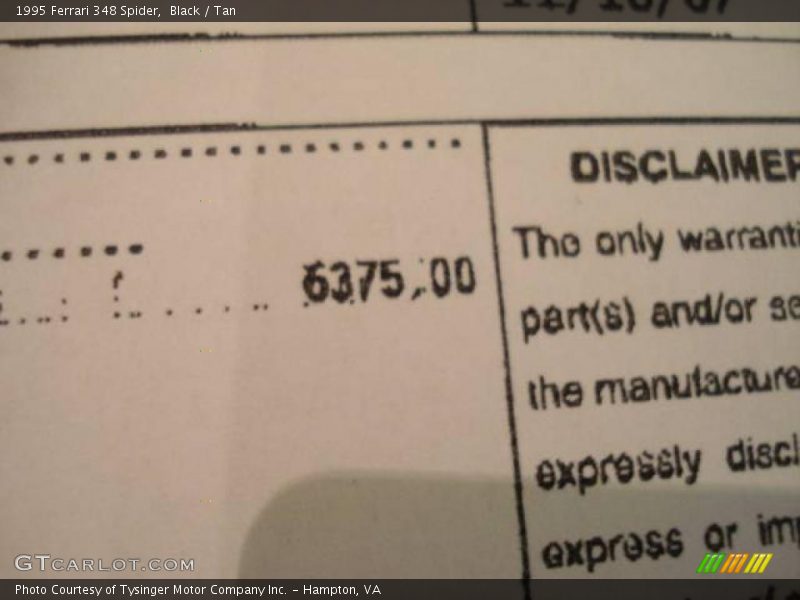 1995 Ferrari 348 Spider,  Black / Tan
DISCLAIMER
The only warranti
6375.00
part(s) and/or se
the manufacture
expressly discl
express or imp
GTCARLOT.COM
Photo Courtesy of Tysinger Motor Company Inc. – Hampton, VA